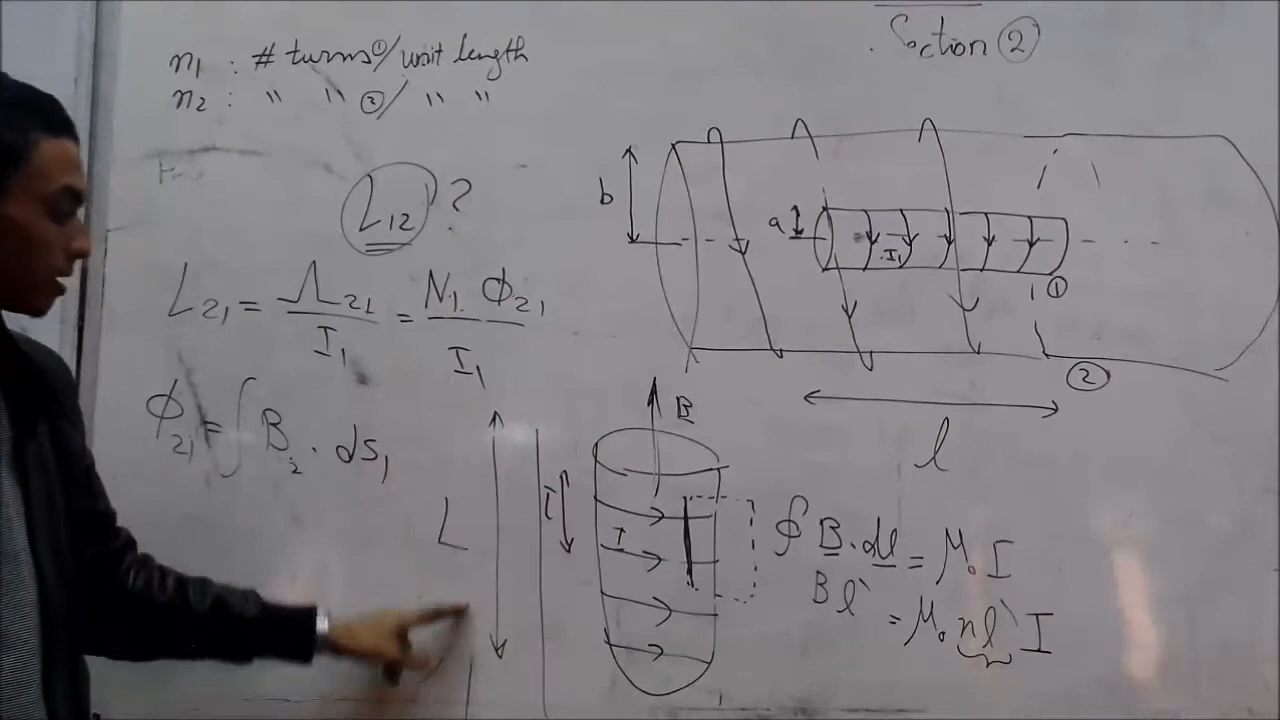 Section ②
n₁ : # turns①/unit length
n₂ : " " ②/ " "
L₁₂ ?
b
a
I₁
①
②
l
L₂₁ = Λ₂₁ / I₁ = N₁ Φ₂₁ / I₁
Φ₂₁ = ∫ B₂ . ds₁
B
L
I
∮ B . dl = μ₀ I
B l` = μ₀ n l` I